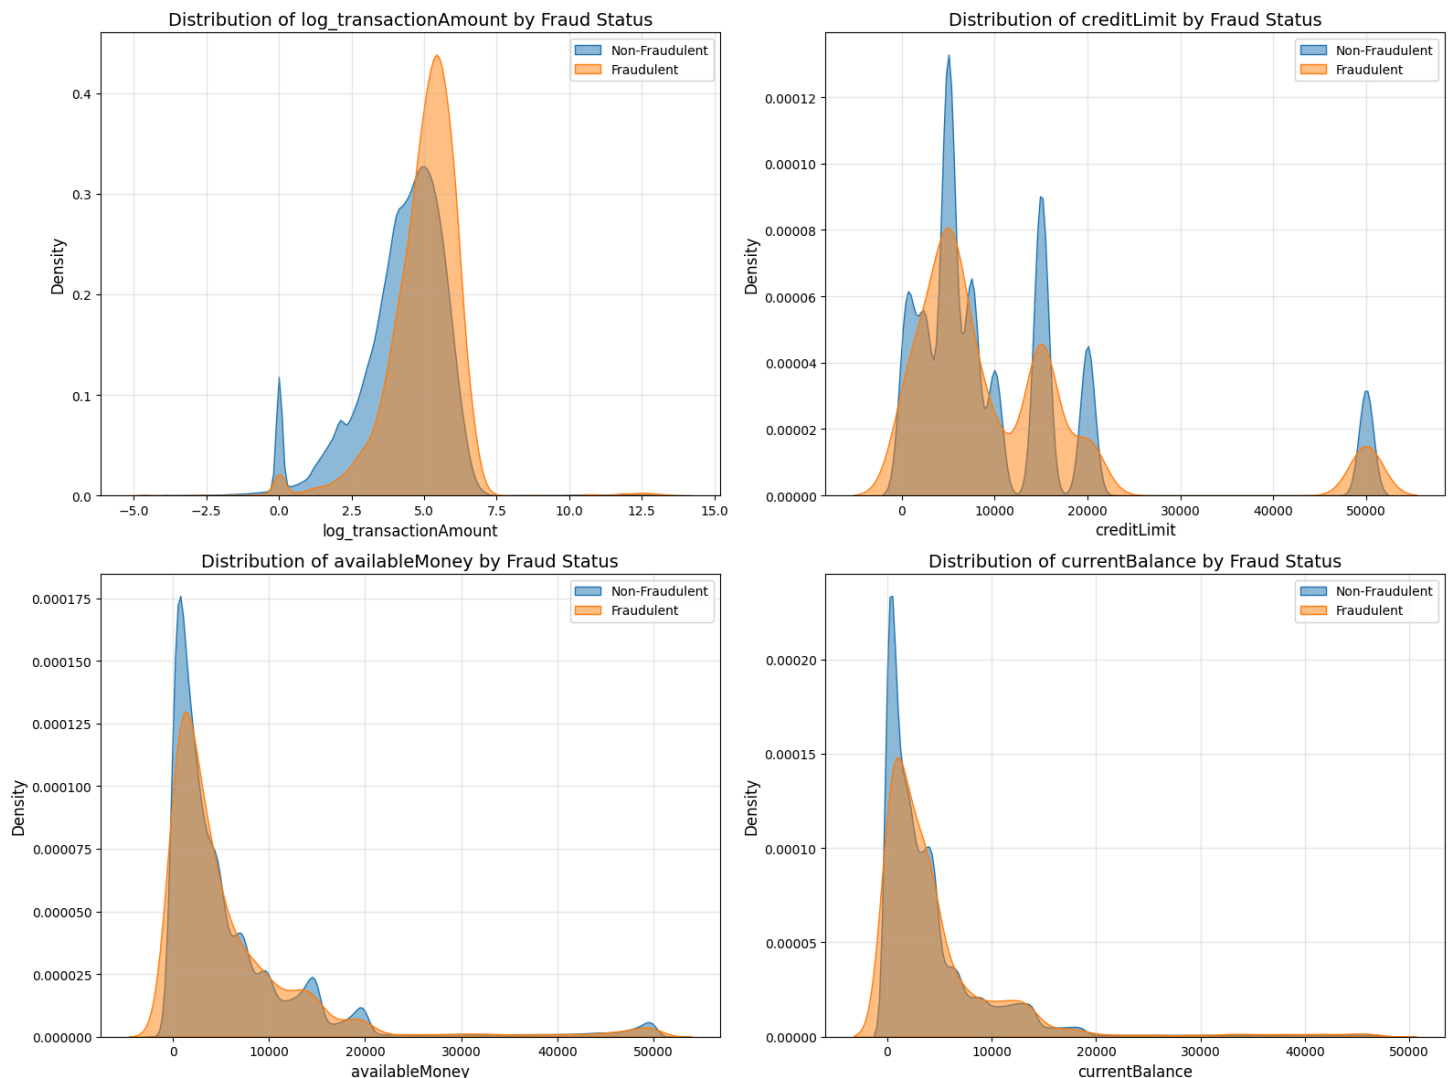 Distribution of log_transactionAmount by Fraud Status
Non-Fraudulent
Fraudulent
0.4
0.3
0.2
0.1
0.0
Density
−5.0 −2.5 0.0 2.5 5.0 7.5 10.0 12.5 15.0
log_transactionAmount
Distribution of creditLimit by Fraud Status
Non-Fraudulent
Fraudulent
0.00012
0.00010
0.00008
0.00006
0.00004
0.00002
0.00000
Density
0 10000 20000 30000 40000 50000
creditLimit
Distribution of availableMoney by Fraud Status
Non-Fraudulent
Fraudulent
0.000175
0.000150
0.000125
0.000100
0.000075
0.000050
0.000025
0.000000
Density
0 10000 20000 30000 40000 50000
availableMoney
Distribution of currentBalance by Fraud Status
Non-Fraudulent
Fraudulent
0.00020
0.00015
0.00010
0.00005
0.00000
Density
0 10000 20000 30000 40000 50000
currentBalance